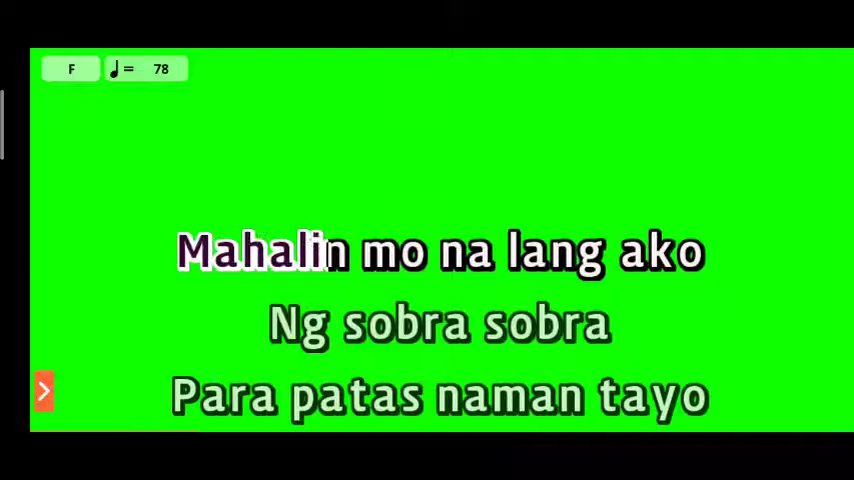 F ♩= 78
Mahalin mo na lang ako
Ng sobra sobra
Para patas naman tayo